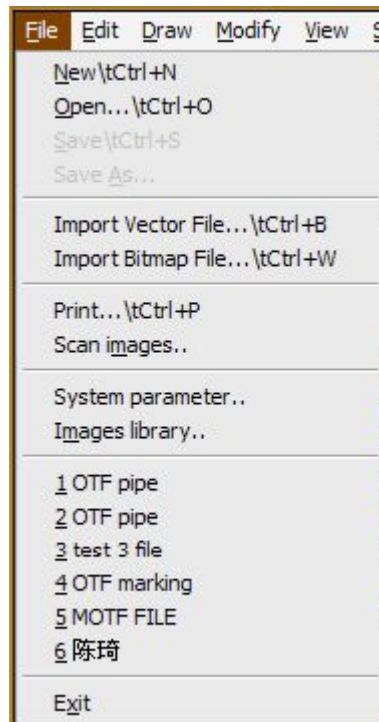 File Edit Draw Modify View
New\tCtrl+N
Open...\tCtrl+O
Save\tCtrl+S
Save As...
Import Vector File...\tCtrl+B
Import Bitmap File...\tCtrl+W
Print...\tCtrl+P
Scan images..
System parameter..
Images library..
1 OTF pipe
2 OTF pipe
3 test 3 file
4 OTF marking
5 MOTF FILE
6 陈琦
Exit